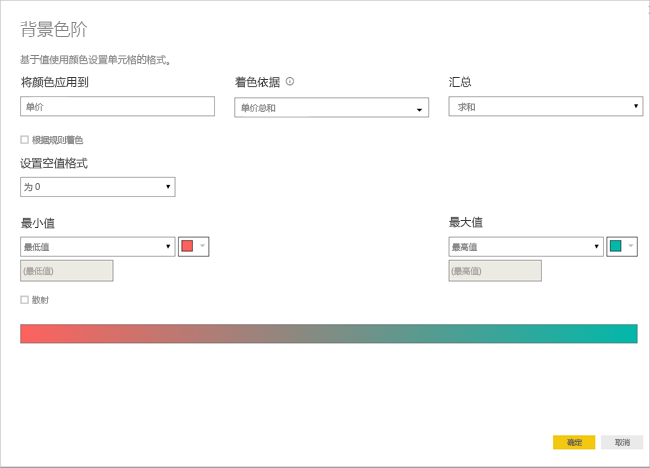 背景色阶
基于值使用颜色设置单元格的格式。
将颜色应用到 着色依据 汇总
单价 单价总和 求和
根据规则着色
设置空值格式
为 0
最小值 最大值
最低值 最高值
(最低值) (最高值)
散射
确定 取消